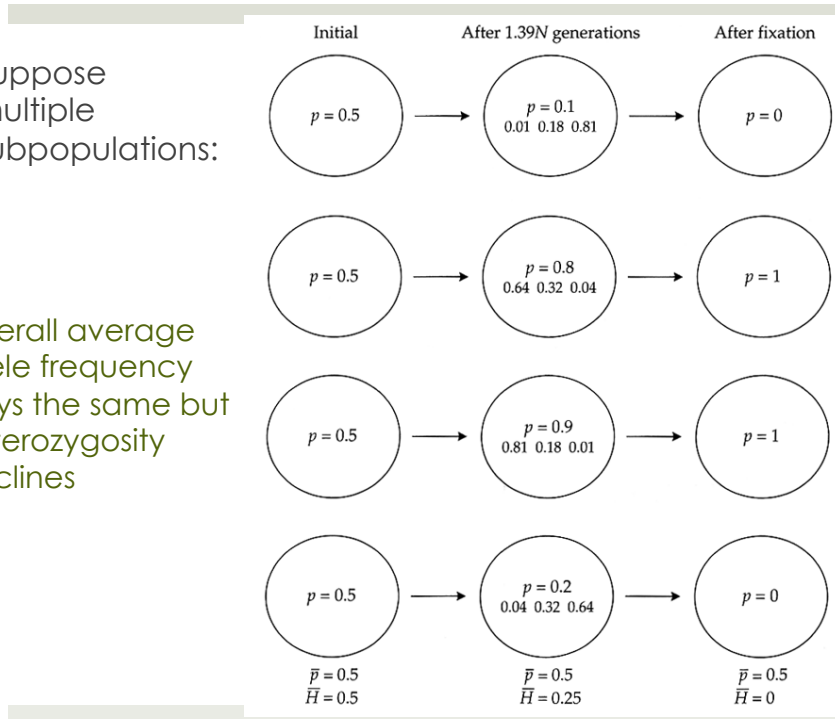 uppose
ultiple
ubpopulations:
erall average
ele frequency
ys the same but
erozygosity
clines
Initial
After 1.39N generations
After fixation
p = 0.5
p = 0.1
0.01 0.18 0.81
p = 0
p = 0.5
p = 0.8
0.64 0.32 0.04
p = 1
p = 0.5
p = 0.9
0.81 0.18 0.01
p = 1
p = 0.5
p = 0.2
0.04 0.32 0.64
p = 0
p̅ = 0.5
H̅ = 0.5
p̅ = 0.5
H̅ = 0.25
p̅ = 0.5
H̅ = 0